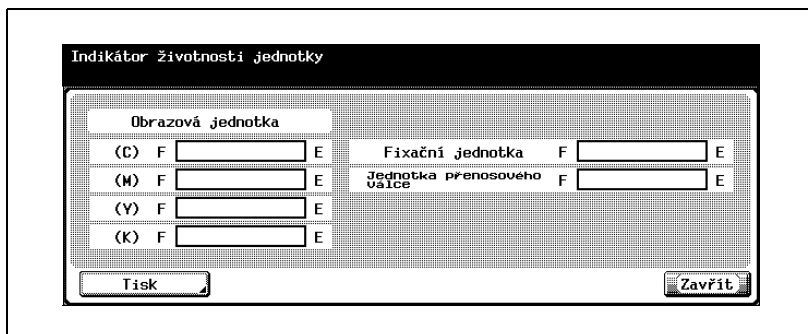 Indikátor životnosti jednotky
Obrazová jednotka
(C) F E
(M) F E
(Y) F E
(K) F E
Fixační jednotka F E
Jednotka přenosového
válce F E
Tisk
Zavřít